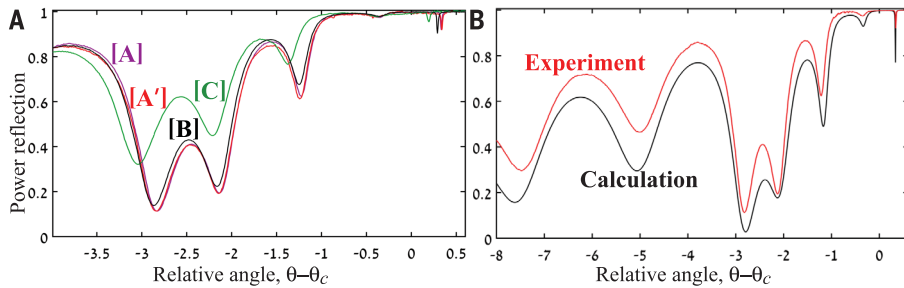 A
1
0.8
0.6
0.4
0.2
0
Power reflection
[A]
[A′]
[B]
[C]
-3.5 -3 -2.5 -2 -1.5 -1 -0.5 0 0.5
Relative angle, θ–θc
B
1
0.8
0.6
0.4
0.2
0
Experiment
Calculation
-8 -7 -6 -5 -4 -3 -2 -1 0
Relative angle, θ–θc